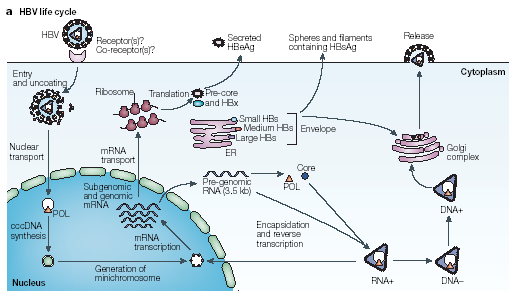 a HBV life cycle
HBV
Receptor(s)?
Co-receptor(s)?
Secreted
HBeAg
Spheres and filaments
containing HBsAg
Release
Cytoplasm
Entry
and uncoating
Ribosome
Translation
Pre-core
and HBx
Small HBs
Medium HBs
Large HBs
Envelope
ER
Golgi
complex
Nuclear
transport
mRNA
transport
Subgenomic
and genomic
mRNA
Pre-genomic
RNA (3.5 kb)
POL
Core
DNA+
POL
cccDNA
synthesis
mRNA
transcription
Encapsidation
and reverse
transcription
Generation of
minichromosome
Nucleus
RNA+
DNA–